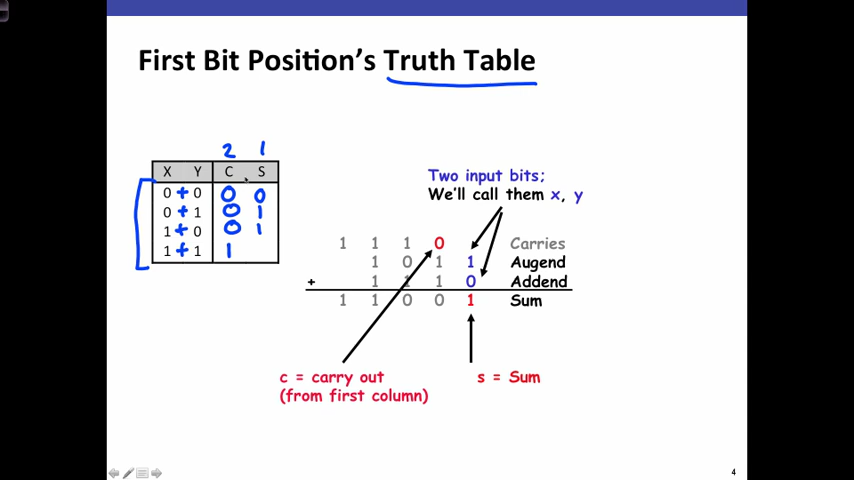 First Bit Position's Truth Table
2 1
X Y C S
0 + 0 0 0
0 + 1 0 1
1 + 0 0 1
1 + 1 1
Two input bits;
We'll call them x, y
1 1 1 0 Carries
1 0 1 1 Augend
+ 1 1 1 0 Addend
1 1 0 0 1 Sum
c = carry out
(from first column)
s = Sum
4